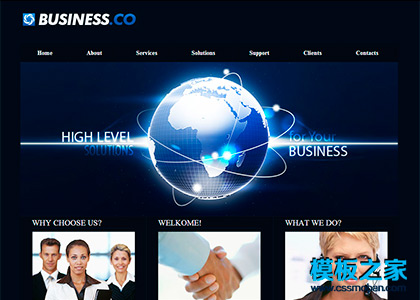 BUSINESS.CO
Home About Services Solutions Support Clients Contacts
HIGH LEVEL for Your
SOLUTIONS BUSINESS
WHY CHOOSE US? WELKOME! WHAT WE DO?
模板之家
www.cssmoban.com